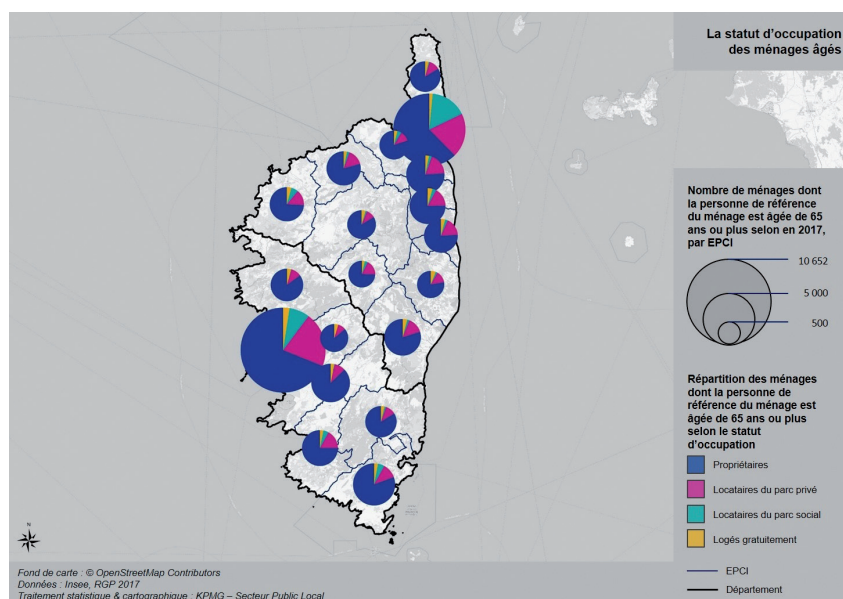 La statut d'occupation
des ménages âgés
Nombre de ménages dont
la personne de référence
du ménage est âgée de 65
ans ou plus selon en 2017,
par EPCI
10 652
5 000
500
Répartition des ménages
dont la personne de
référence du ménage est
âgée de 65 ans ou plus
selon le statut
d'occupation
Propriétaires
Locataires du parc privé
Locataires du parc social
Logés gratuitement
EPCI
Département
N
Fond de carte : © OpenStreetMap Contributors
Données : Insee, RGP 2017
Traitement statistique & cartographique : KPMG – Secteur Public Local